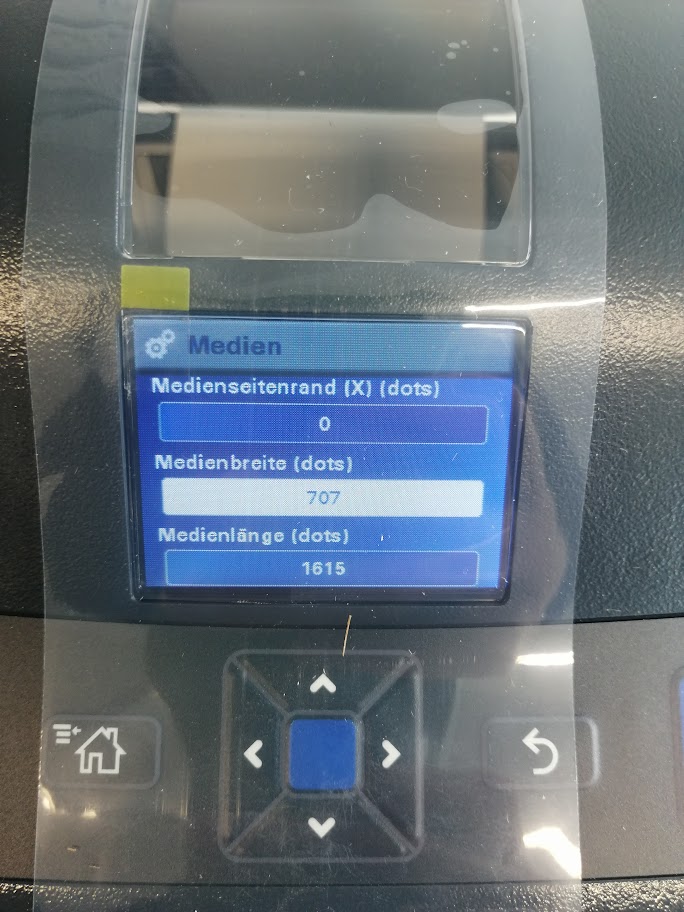 Medien
Medienseitenrand (X) (dots)
0
Medienbreite (dots)
707
Medienlänge (dots)
1615